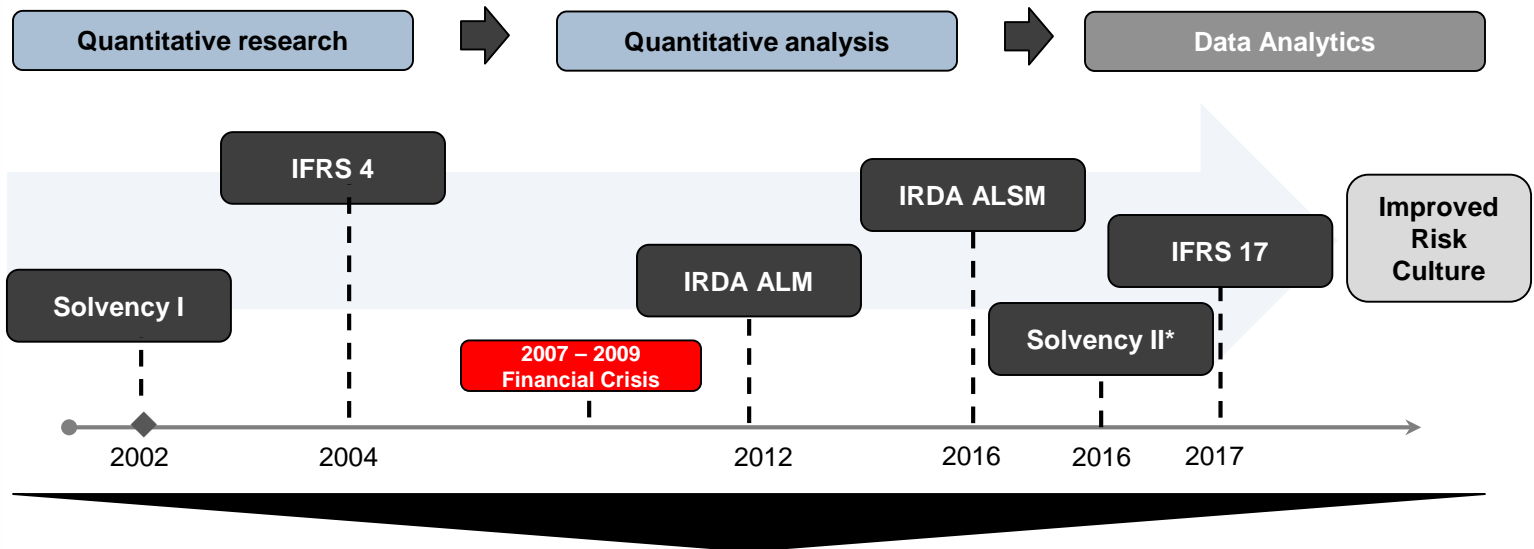 Quantitative research
Quantitative analysis
Data Analytics
IFRS 4
IRDA ALSM
Improved
Risk
Culture
IFRS 17
IRDA ALM
Solvency I
Solvency II*
2007 – 2009
Financial Crisis
2002
2004
2012
2016
2016
2017